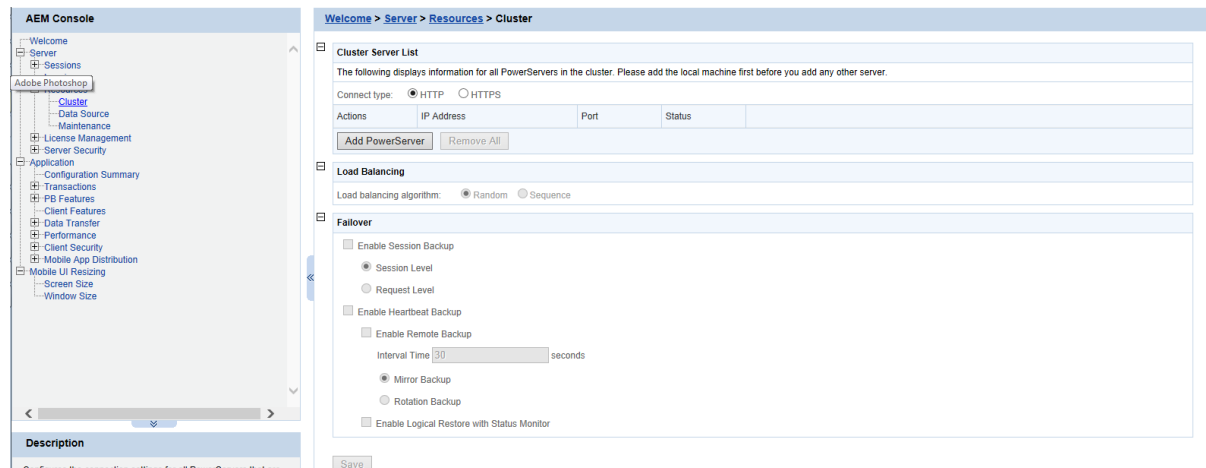 AEM Console
Welcome
Server
Sessions
Adobe Photoshop
Resources
Cluster
Data Source
Maintenance
License Management
Server Security
Application
Configuration Summary
Transactions
PB Features
Client Features
Data Transfer
Performance
Client Security
Mobile App Distribution
Mobile UI Resizing
Screen Size
Window Size
Description
Welcome > Server > Resources > Cluster
Cluster Server List
The following displays information for all PowerServers in the cluster. Please add the local machine first before you add any other server.
Connect type: HTTP HTTPS
Actions IP Address Port Status
Add PowerServer Remove All
Load Balancing
Load balancing algorithm: Random Sequence
Failover
Enable Session Backup
Session Level
Request Level
Enable Heartbeat Backup
Enable Remote Backup
Interval Time 30 seconds
Mirror Backup
Rotation Backup
Enable Logical Restore with Status Monitor
Save